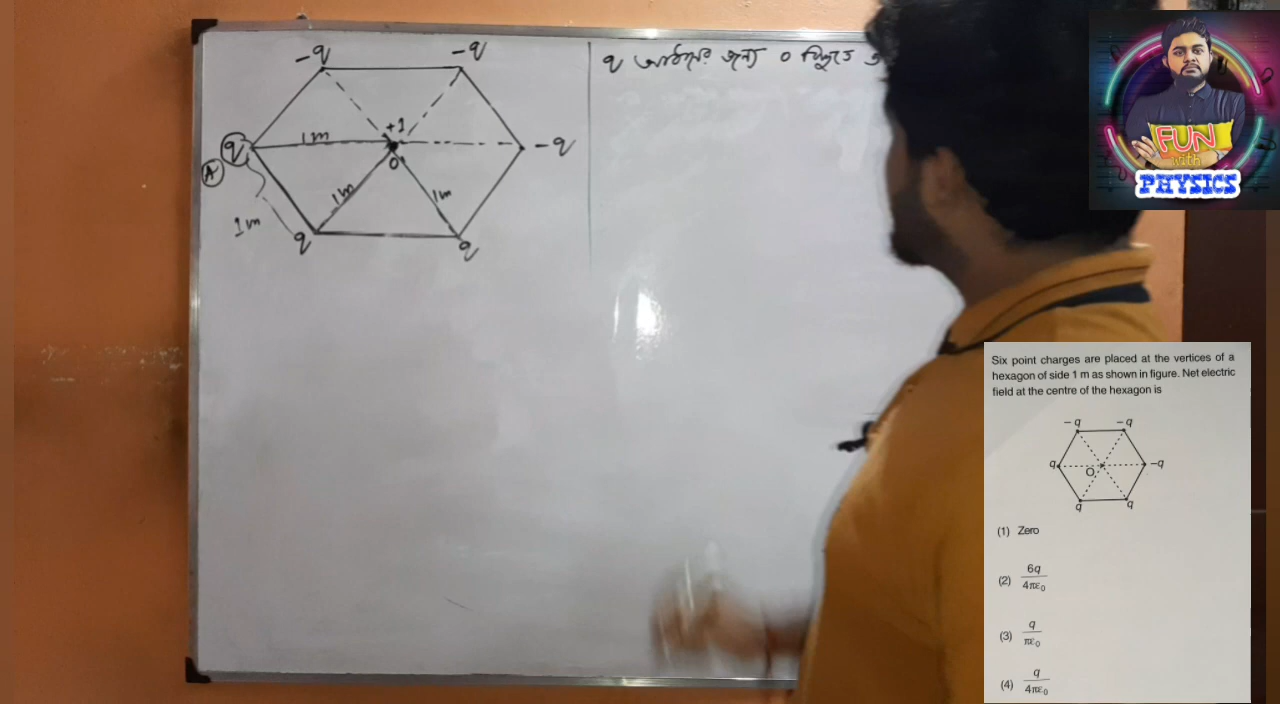 -q
-q
q আধানের জন্য O বিন্দুতে
+1
1m
q
-q
O
A
1m
1m
1m
q
q
FUN
with
PHYSICS
Six point charges are placed at the vertices of a
hexagon of side 1 m as shown in figure. Net electric
field at the centre of the hexagon is
– q
– q
q
O
–q
q
q
(1) Zero
(2) 6q/4πε₀
(3) q/πε₀
(4) q/4πε₀